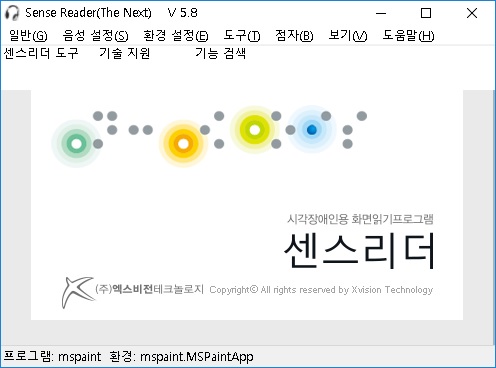 Sense Reader(The Next) V 5.8
일반(G) 음성 설정(S) 환경 설정(E) 도구(T) 점자(B) 보기(V) 도움말(H)
센스리더 도구 기술 지원 기능 검색
시각장애인용 화면읽기프로그램
센스리더
(주)엑스비전테크놀로지 Copyright© All rights reserved by Xvision Technology
프로그램: mspaint 환경: mspaint.MSPaintApp